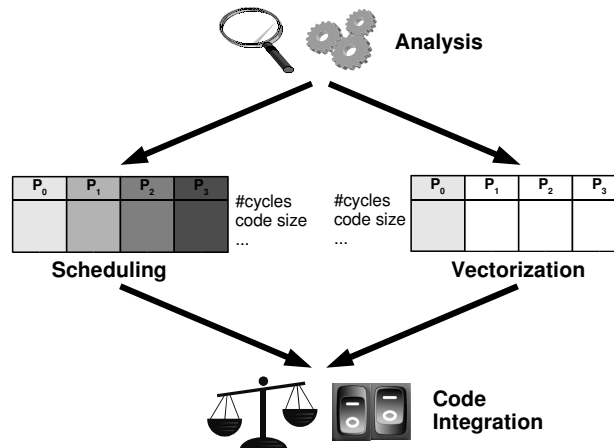 Analysis
P0 P1 P2 P3
#cycles
code size
...
Scheduling
#cycles
code size
...
P0 P1 P2 P3
Vectorization
Code
Integration